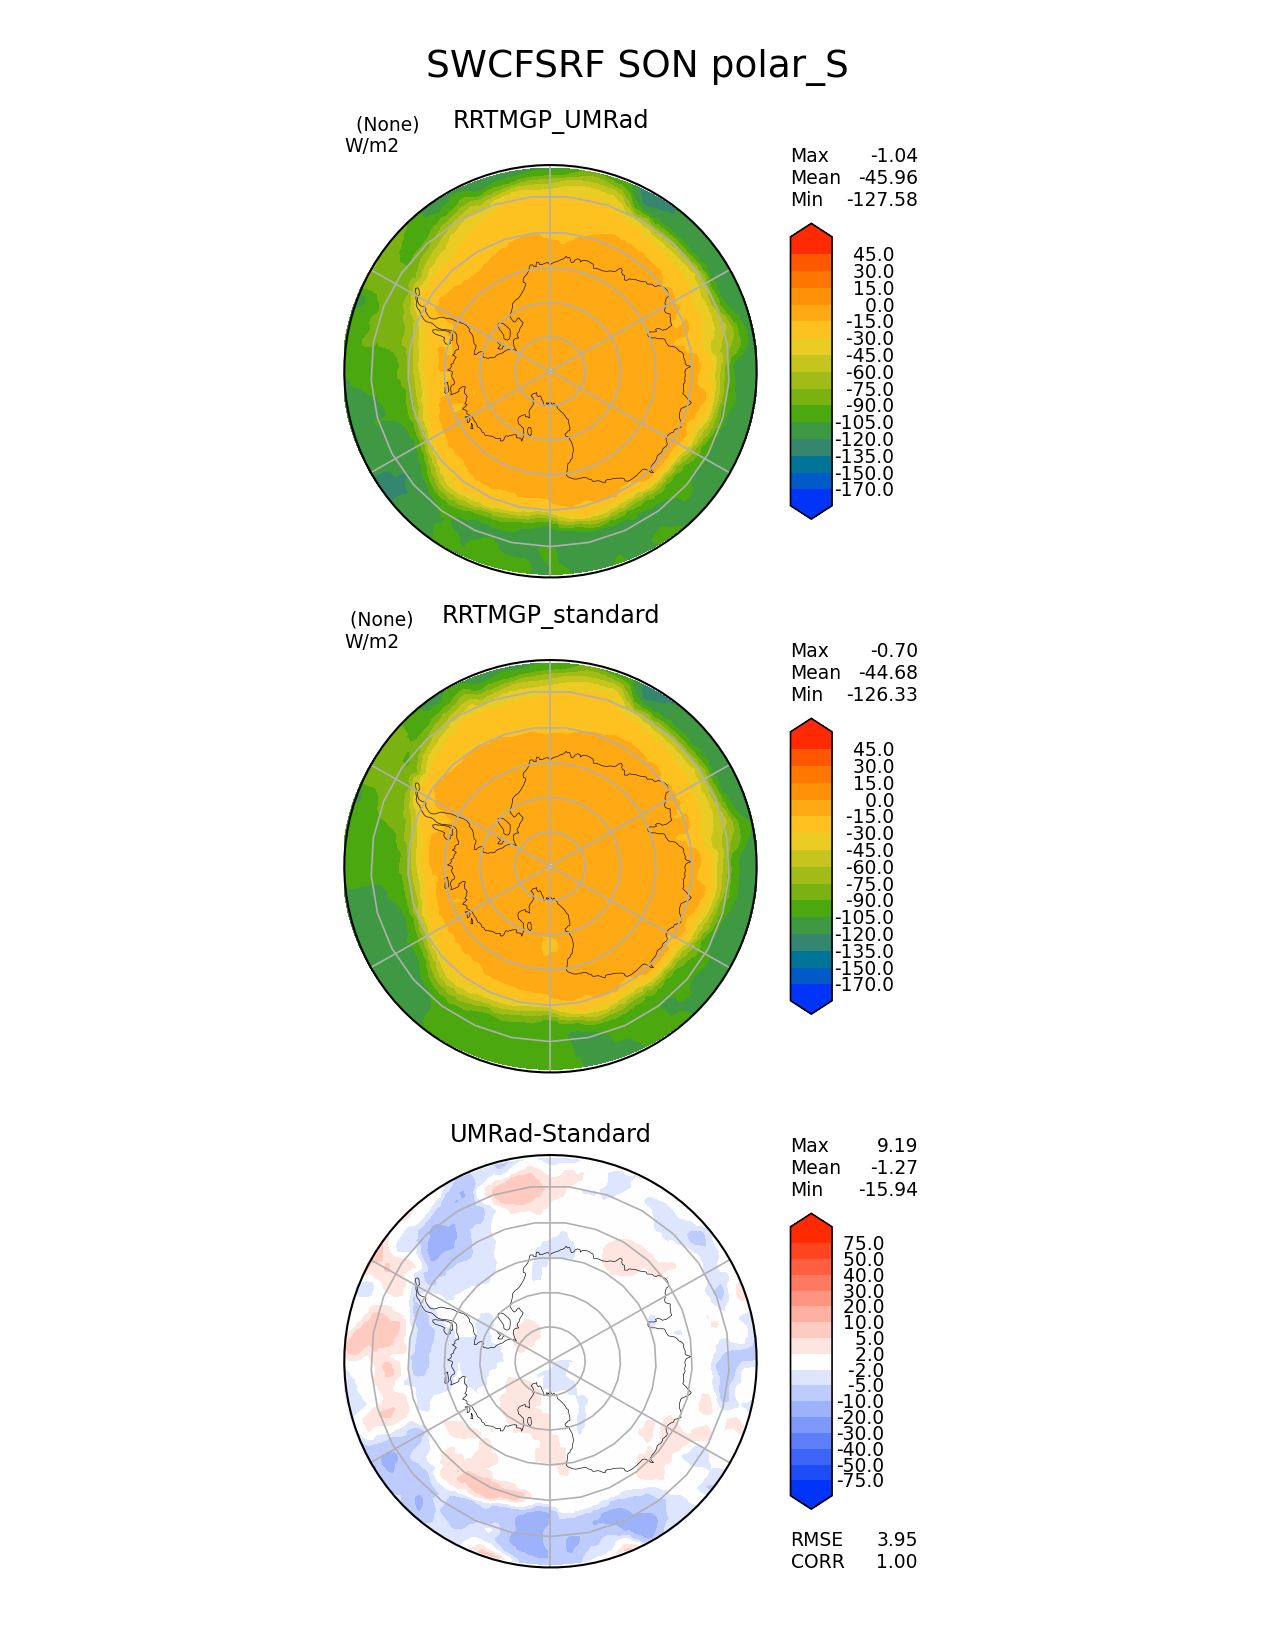 SWCFSRF SON polar_S
(None)
RRTMGP_UMRad
W/m2
Max -1.04
Mean -45.96
Min -127.58
45.0
30.0
15.0
0.0
-15.0
-30.0
-45.0
-60.0
-75.0
-90.0
-105.0
-120.0
-135.0
-150.0
-170.0
(None)
RRTMGP_standard
W/m2
Max -0.70
Mean -44.68
Min -126.33
45.0
30.0
15.0
0.0
-15.0
-30.0
-45.0
-60.0
-75.0
-90.0
-105.0
-120.0
-135.0
-150.0
-170.0
UMRad-Standard
Max 9.19
Mean -1.27
Min -15.94
75.0
50.0
40.0
30.0
20.0
10.0
5.0
2.0
-2.0
-5.0
-10.0
-20.0
-30.0
-40.0
-50.0
-75.0
RMSE 3.95
CORR 1.00